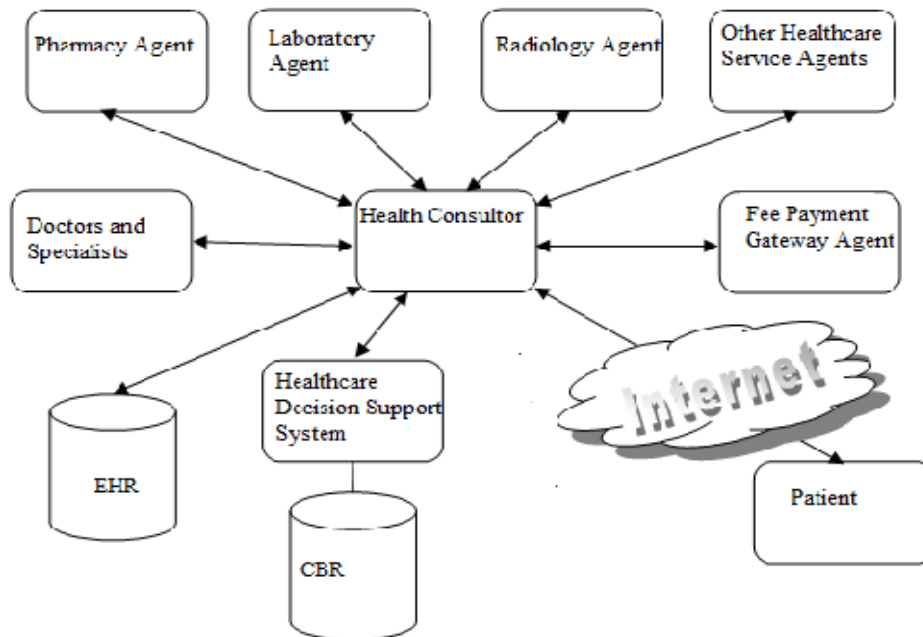 Pharmacy Agent
Laboratory
Agent
Radiology Agent
Other Healthcare
Service Agents
Doctors and
Specialists
Health Consultor
Fee Payment
Gateway Agent
Healthcare
Decision Support
System
Internet
EHR
CBR
Patient